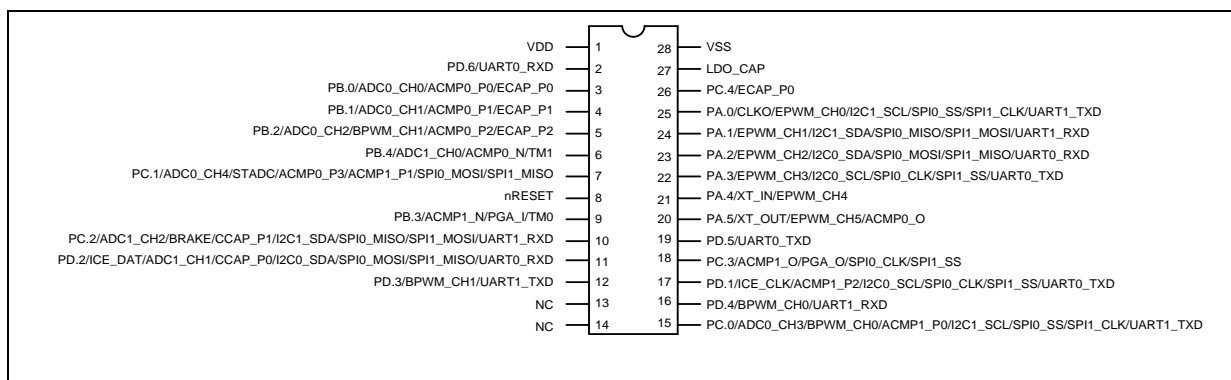 VDD 1 28 VSS
PD.6/UART0_RXD 2 27 LDO_CAP
PB.0/ADC0_CH0/ACMP0_P0/ECAP_P0 3 26 PC.4/ECAP_P0
PB.1/ADC0_CH1/ACMP0_P1/ECAP_P1 4 25 PA.0/CLKO/EPWM_CH0/I2C1_SCL/SPI0_SS/SPI1_CLK/UART1_TXD
PB.2/ADC0_CH2/BPWM_CH1/ACMP0_P2/ECAP_P2 5 24 PA.1/EPWM_CH1/I2C1_SDA/SPI0_MISO/SPI1_MOSI/UART1_RXD
PB.4/ADC1_CH0/ACMP0_N/TM1 6 23 PA.2/EPWM_CH2/I2C0_SDA/SPI0_MOSI/SPI1_MISO/UART0_RXD
PC.1/ADC0_CH4/STADC/ACMP0_P3/ACMP1_P1/SPI0_MOSI/SPI1_MISO 7 22 PA.3/EPWM_CH3/I2C0_SCL/SPI0_CLK/SPI1_SS/UART0_TXD
nRESET 8 21 PA.4/XT_IN/EPWM_CH4
PB.3/ACMP1_N/PGA_I/TM0 9 20 PA.5/XT_OUT/EPWM_CH5/ACMP0_O
PC.2/ADC1_CH2/BRAKE/CCAP_P1/I2C1_SDA/SPI0_MISO/SPI1_MOSI/UART1_RXD 10 19 PD.5/UART0_TXD
PD.2/ICE_DAT/ADC1_CH1/CCAP_P0/I2C0_SDA/SPI0_MOSI/SPI1_MISO/UART0_RXD 11 18 PC.3/ACMP1_O/PGA_O/SPI0_CLK/SPI1_SS
PD.3/BPWM_CH1/UART1_TXD 12 17 PD.1/ICE_CLK/ACMP1_P2/I2C0_SCL/SPI0_CLK/SPI1_SS/UART0_TXD
NC 13 16 PD.4/BPWM_CH0/UART1_RXD
NC 14 15 PC.0/ADC0_CH3/BPWM_CH0/ACMP1_P0/I2C1_SCL/SPI0_SS/SPI1_CLK/UART1_TXD